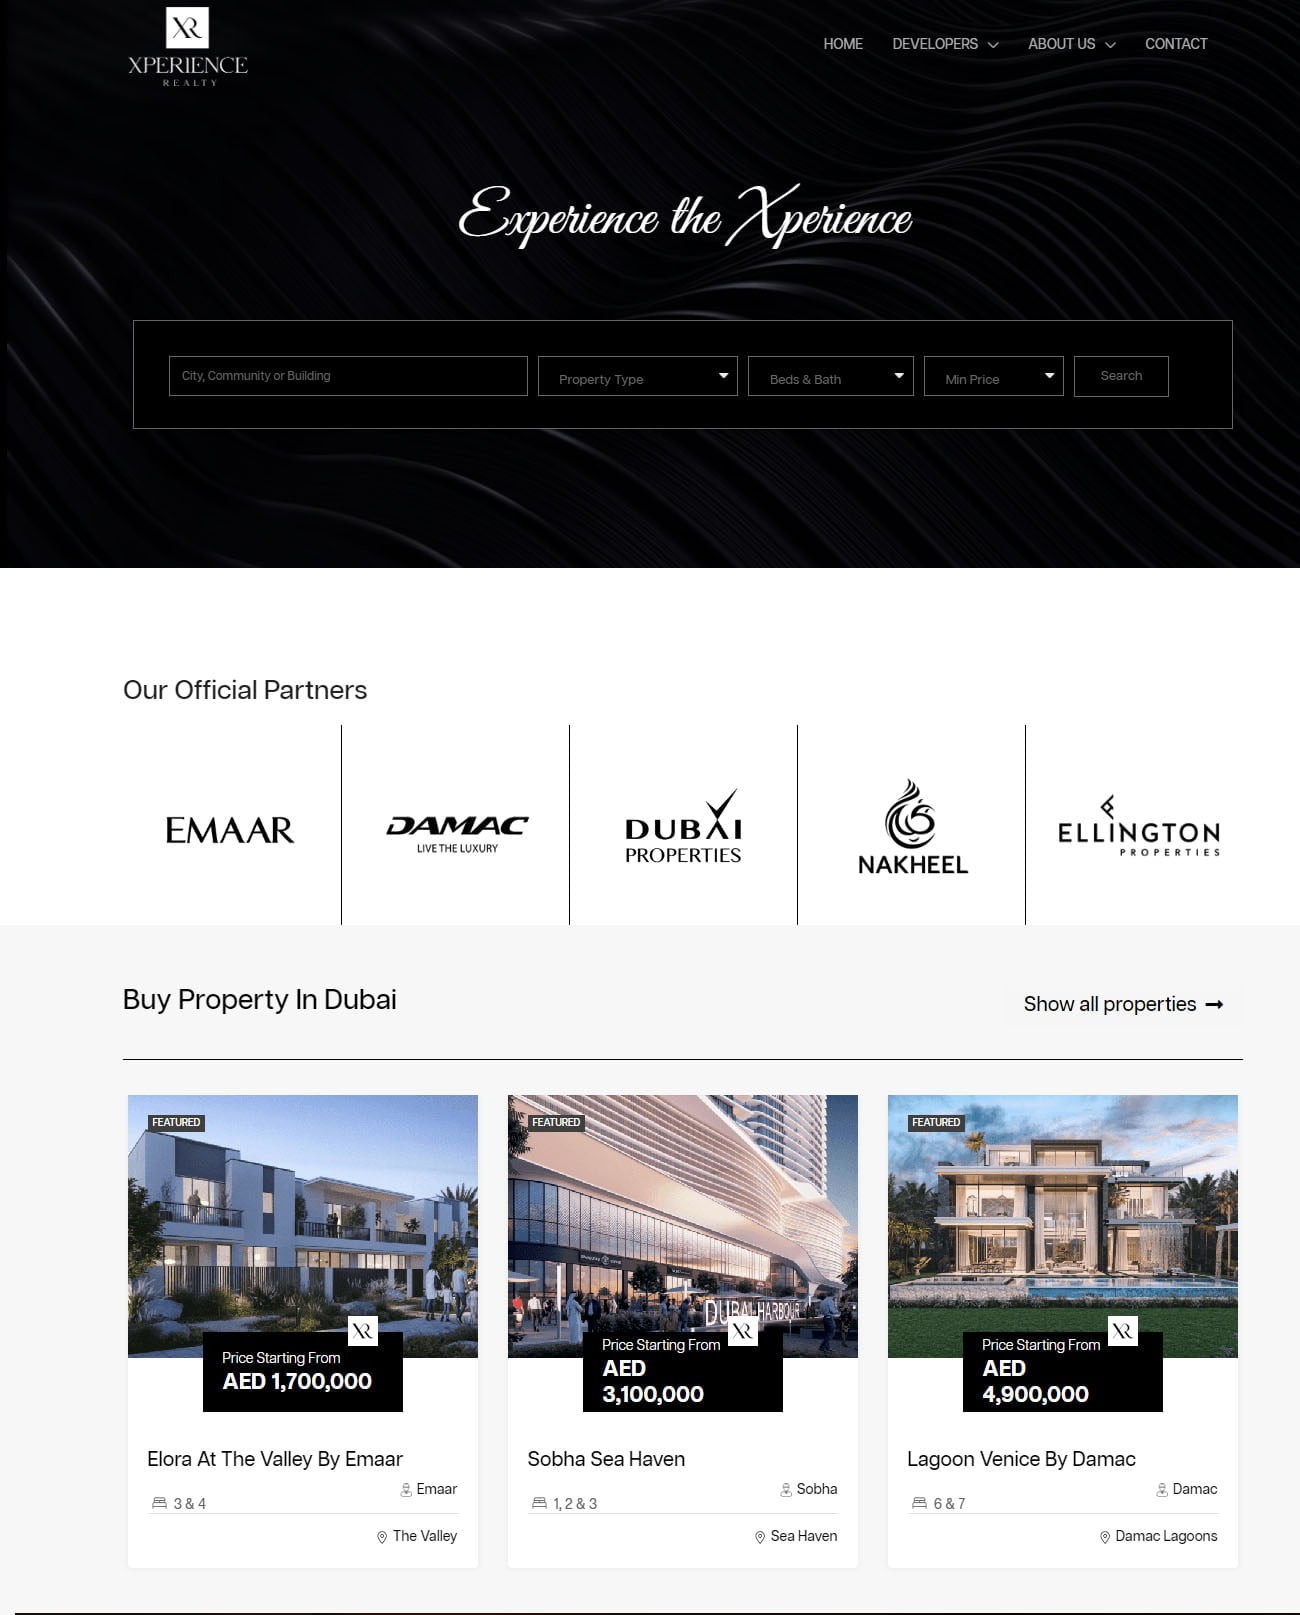 XR
XPERIENCE
REALTY
HOME
DEVELOPERS
ABOUT US
CONTACT
Experience the Xperience
City, Community or Building
Property Type
Beds & Bath
Min Price
Search
Our Official Partners
EMAAR
DAMAC
LIVE THE LUXURY
DUBAI
PROPERTIES
NAKHEEL
ELLINGTON
PROPERTIES
Buy Property In Dubai
Show all properties
FEATURED
XR
Price Starting From
AED 1,700,000
Elora At The Valley By Emaar
Emaar
3 & 4
The Valley
FEATURED
DUBAI HARBOUR
XR
Price Starting From
AED
3,100,000
Sobha Sea Haven
Sobha
1, 2 & 3
Sea Haven
FEATURED
XR
Price Starting From
AED
4,900,000
Lagoon Venice By Damac
Damac
6 & 7
Damac Lagoons